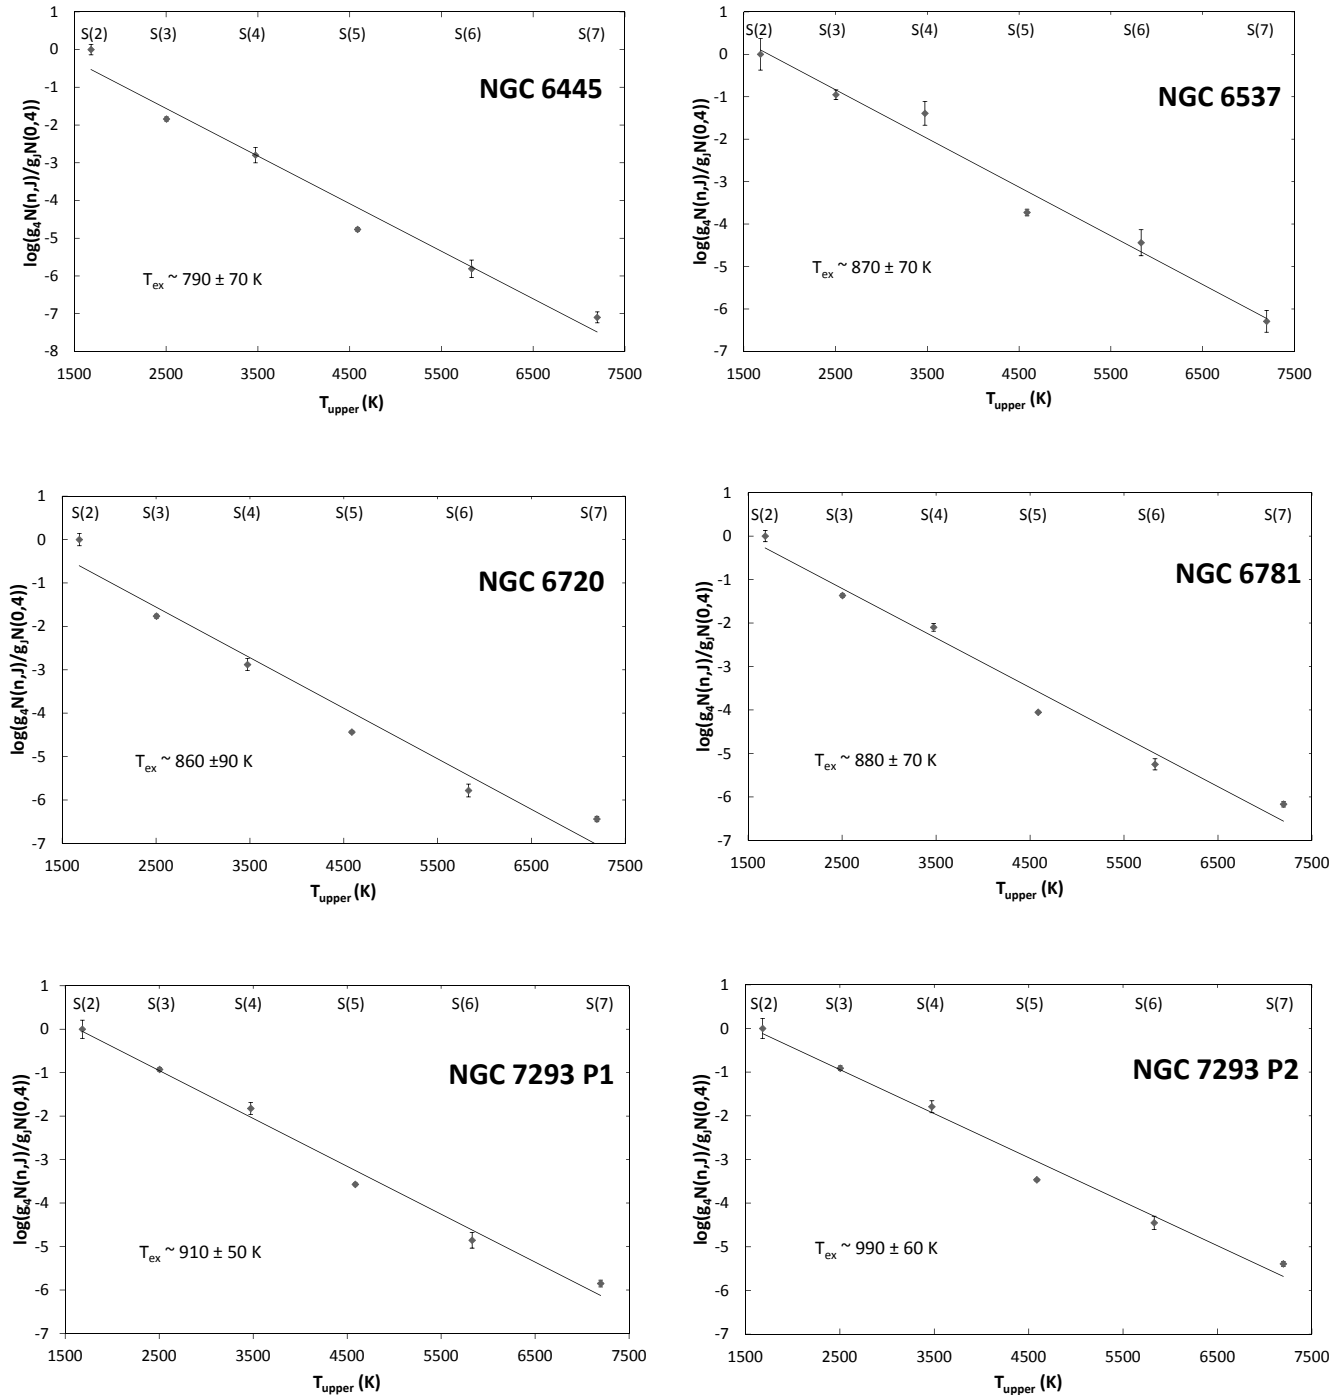 S(2) S(3) S(4) S(5) S(6) S(7)
NGC 6445
log(g₄N(n,J)/gⱼN(0,4))
1
0
-1
-2
-3
-4
-5
-6
-7
-8
Tₑₓ ~ 790 ± 70 K
1500 2500 3500 4500 5500 6500 7500
T_upper (K)
S(2) S(3) S(4) S(5) S(6) S(7)
NGC 6537
log(g₄N(n,J)/gⱼN(0,4))
1
0
-1
-2
-3
-4
-5
-6
-7
Tₑₓ ~ 870 ± 70 K
1500 2500 3500 4500 5500 6500 7500
T_upper (K)
S(2) S(3) S(4) S(5) S(6) S(7)
NGC 6720
log(g₄N(n,J)/gⱼN(0,4))
1
0
-1
-2
-3
-4
-5
-6
-7
Tₑₓ ~ 860 ±90 K
1500 2500 3500 4500 5500 6500 7500
T_upper (K)
S(2) S(3) S(4) S(5) S(6) S(7)
NGC 6781
log(g₄N(n,J)/gⱼN(0,4))
1
0
-1
-2
-3
-4
-5
-6
-7
Tₑₓ ~ 880 ± 70 K
1500 2500 3500 4500 5500 6500 7500
T_upper (K)
S(2) S(3) S(4) S(5) S(6) S(7)
NGC 7293 P1
log(g₄N(n,J)/gⱼN(0,4))
1
0
-1
-2
-3
-4
-5
-6
-7
Tₑₓ ~ 910 ± 50 K
1500 2500 3500 4500 5500 6500 7500
T_upper (K)
S(2) S(3) S(4) S(5) S(6) S(7)
NGC 7293 P2
log(g₄N(n,J)/gⱼN(0,4))
1
0
-1
-2
-3
-4
-5
-6
-7
Tₑₓ ~ 990 ± 60 K
1500 2500 3500 4500 5500 6500 7500
T_upper (K)